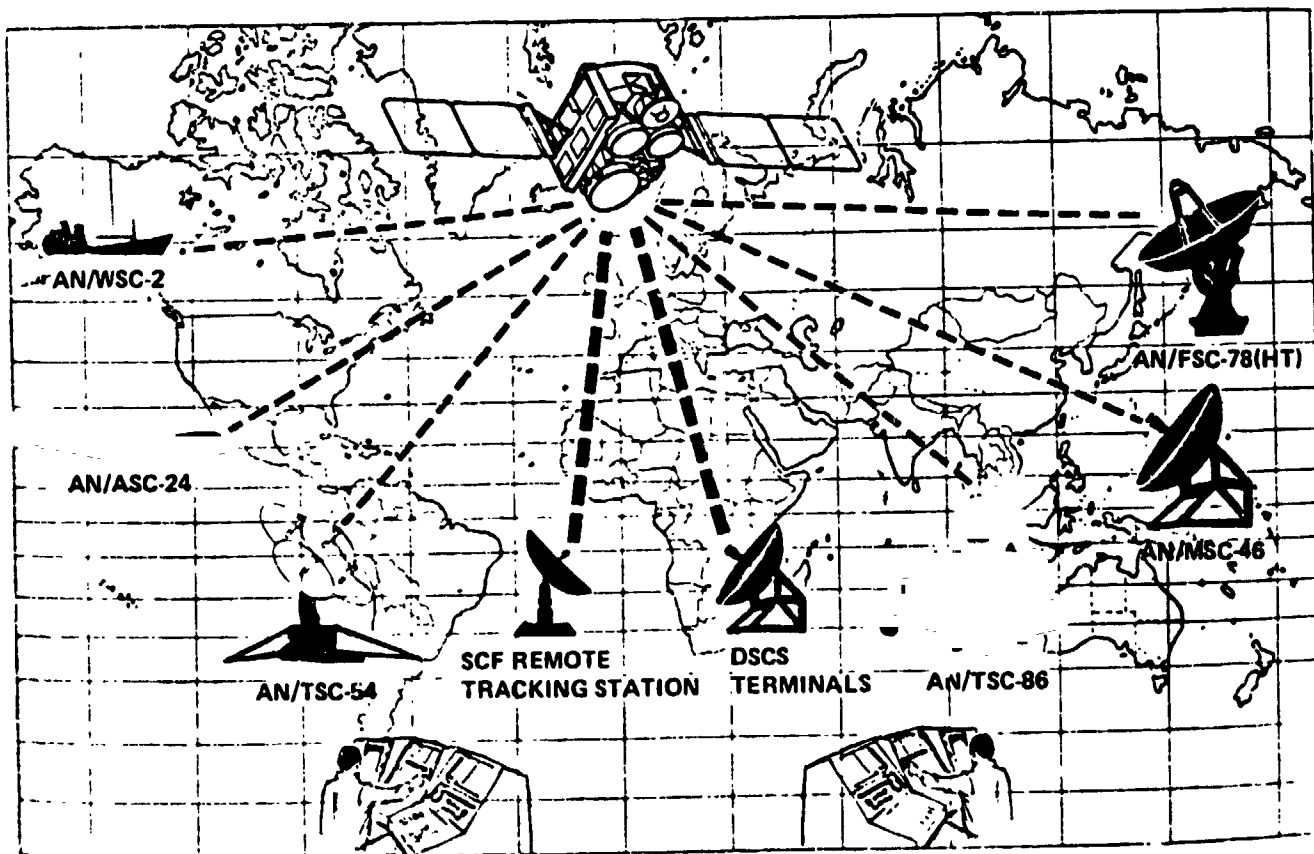 AN/WSC-2
AN/FSC-78(HT)
AN/ASC-24
AN/MSC-46
AN/TSC-54
SCF REMOTE
TRACKING STATION
DSCS
TERMINALS
AN/TSC-86